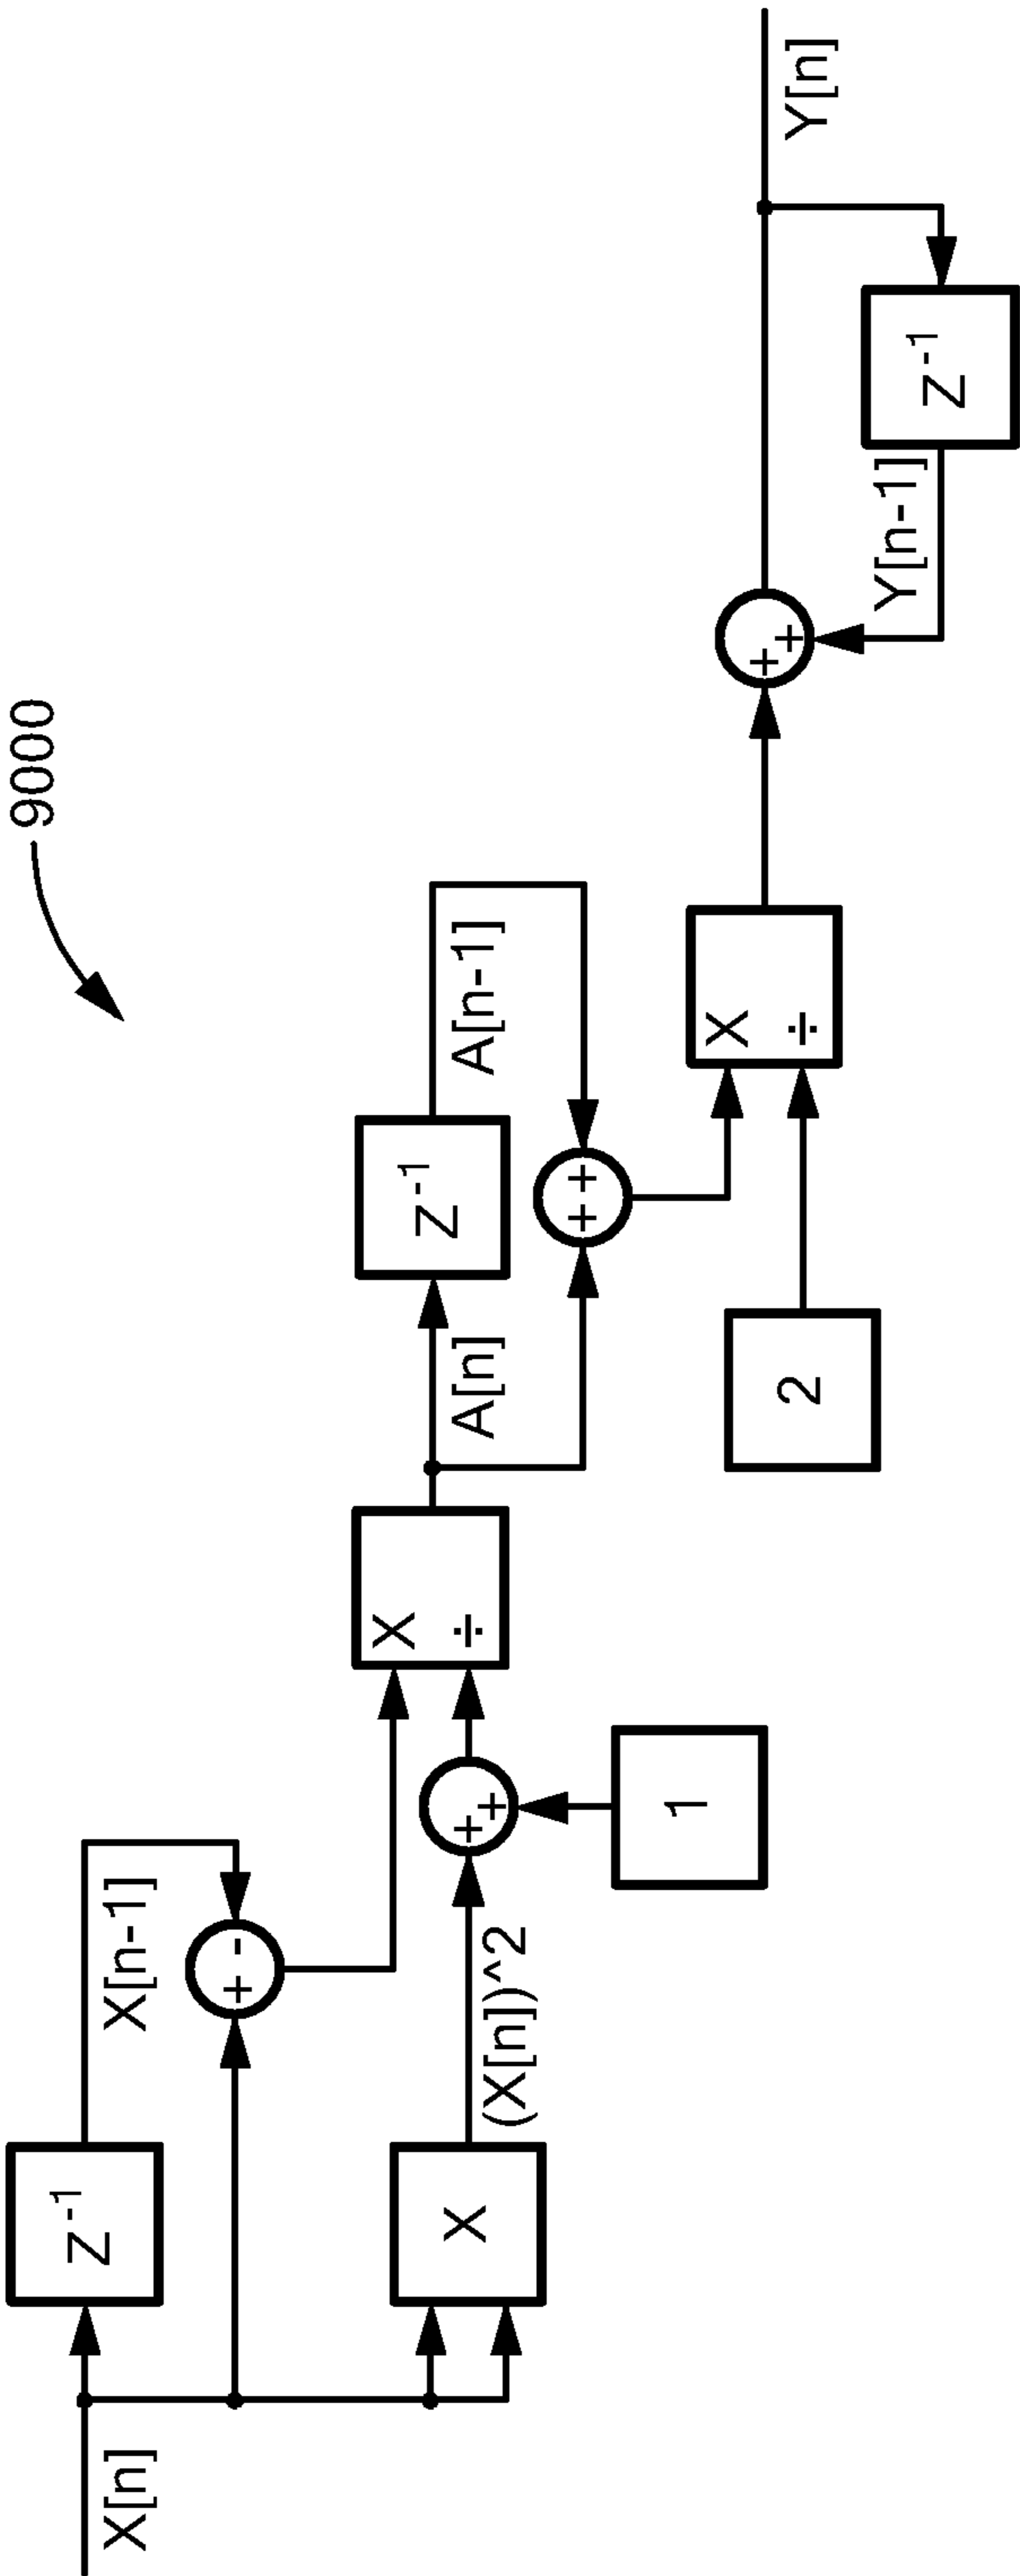 9000
X[n]
Z⁻¹
X[n-1]
+ -
X
(X[n])^2
+ +
1
X
÷
A[n]
Z⁻¹
A[n-1]
+ +
2
X
÷
+ +
Y[n-1]
Z⁻¹
Y[n]